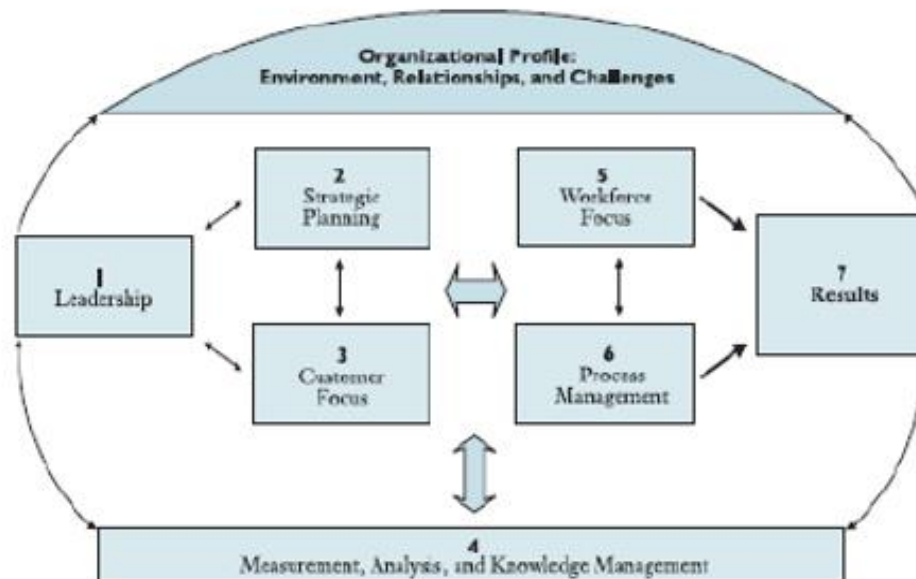 Organizational Profile:
Environment, Relationships, and Challenges
2
Strategic
Planning
5
Workforce
Focus
1
Leadership
7
Results
3
Customer
Focus
6
Process
Management
4
Measurement, Analysis, and Knowledge Management